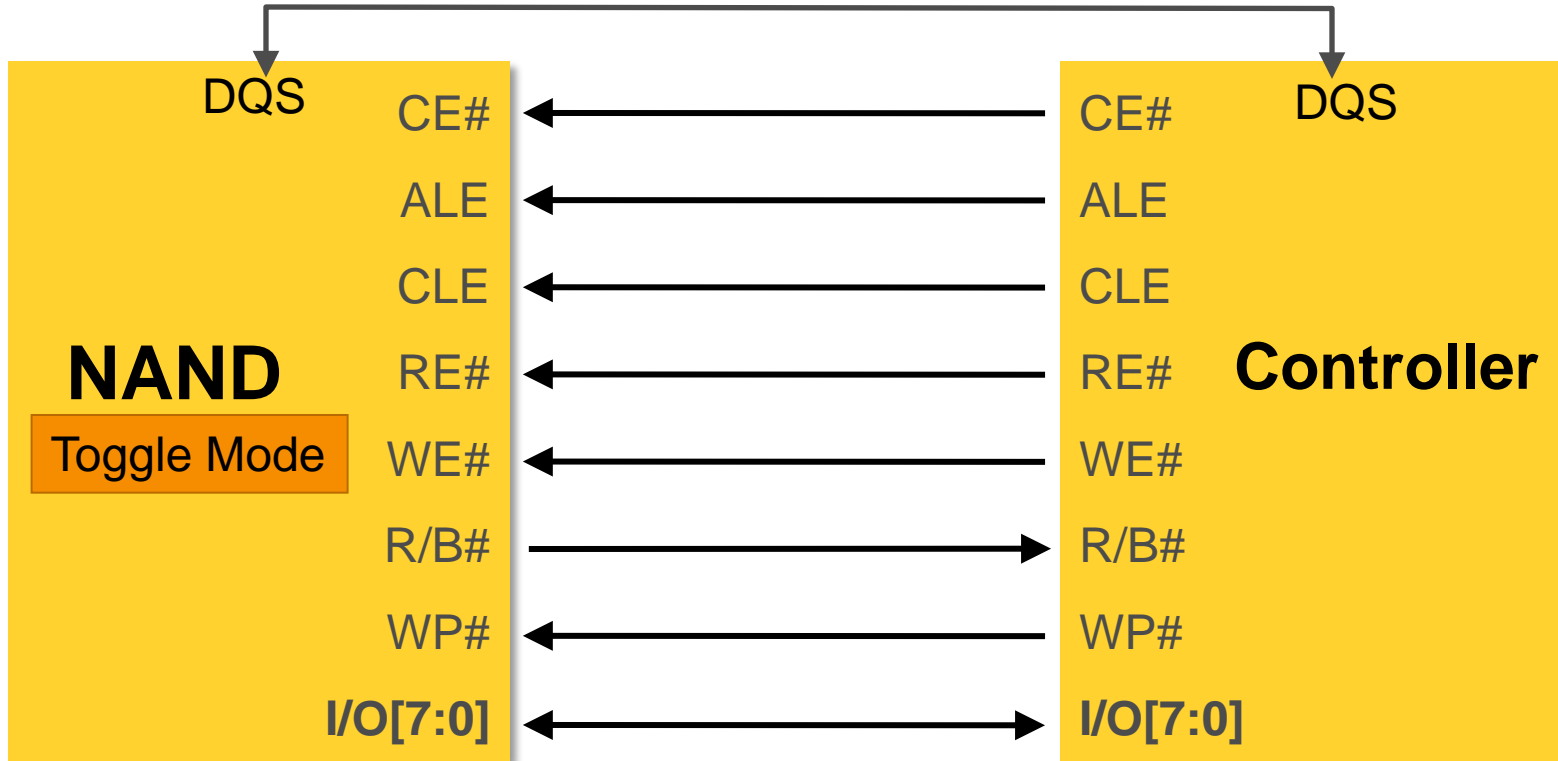 DQS
CE#
ALE
CLE
RE#
WE#
R/B#
WP#
I/O[7:0]
NAND
Toggle Mode
CE#
ALE
CLE
RE#
WE#
R/B#
WP#
I/O[7:0]
DQS
Controller